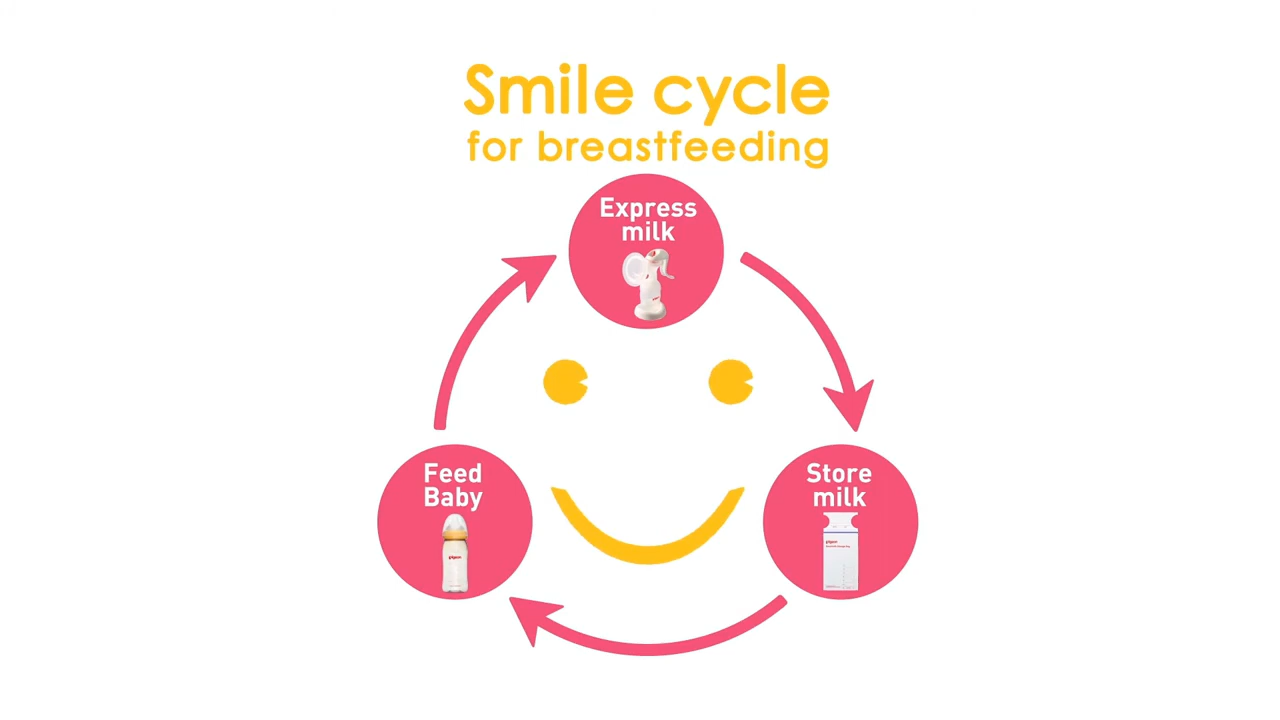 Smile cycle
for breastfeeding
Express
milk
Feed
Baby
Store
milk